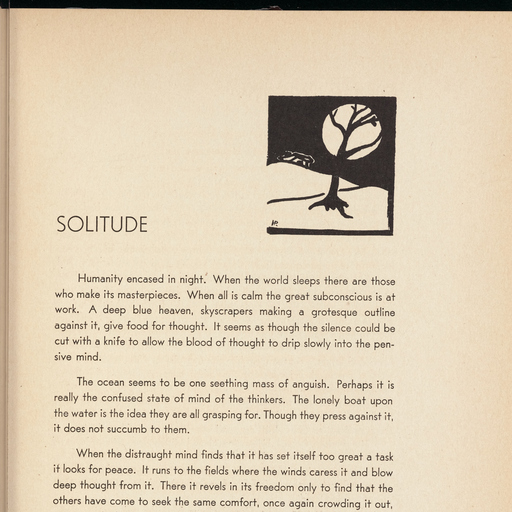 SOLITUDE
Humanity encased in night. When the world sleeps there are those
who make its masterpieces. When all is calm the great subconscious is at
work. A deep blue heaven, skyscrapers making a grotesque outline
against it, give food for thought. It seems as though the silence could be
cut with a knife to allow the blood of thought to drip slowly into the pen-
sive mind.
The ocean seems to be one seething mass of anguish. Perhaps it is
really the confused state of mind of the thinkers. The lonely boat upon
the water is the idea they are all grasping for. Though they press against it,
it does not succumb to them.
When the distraught mind finds that it has set itself too great a task
it looks for peace. It runs to the fields where the winds caress it and blow
deep thought from it. There it revels in its freedom only to find that the
others have come to seek the same comfort, once again crowding it out,